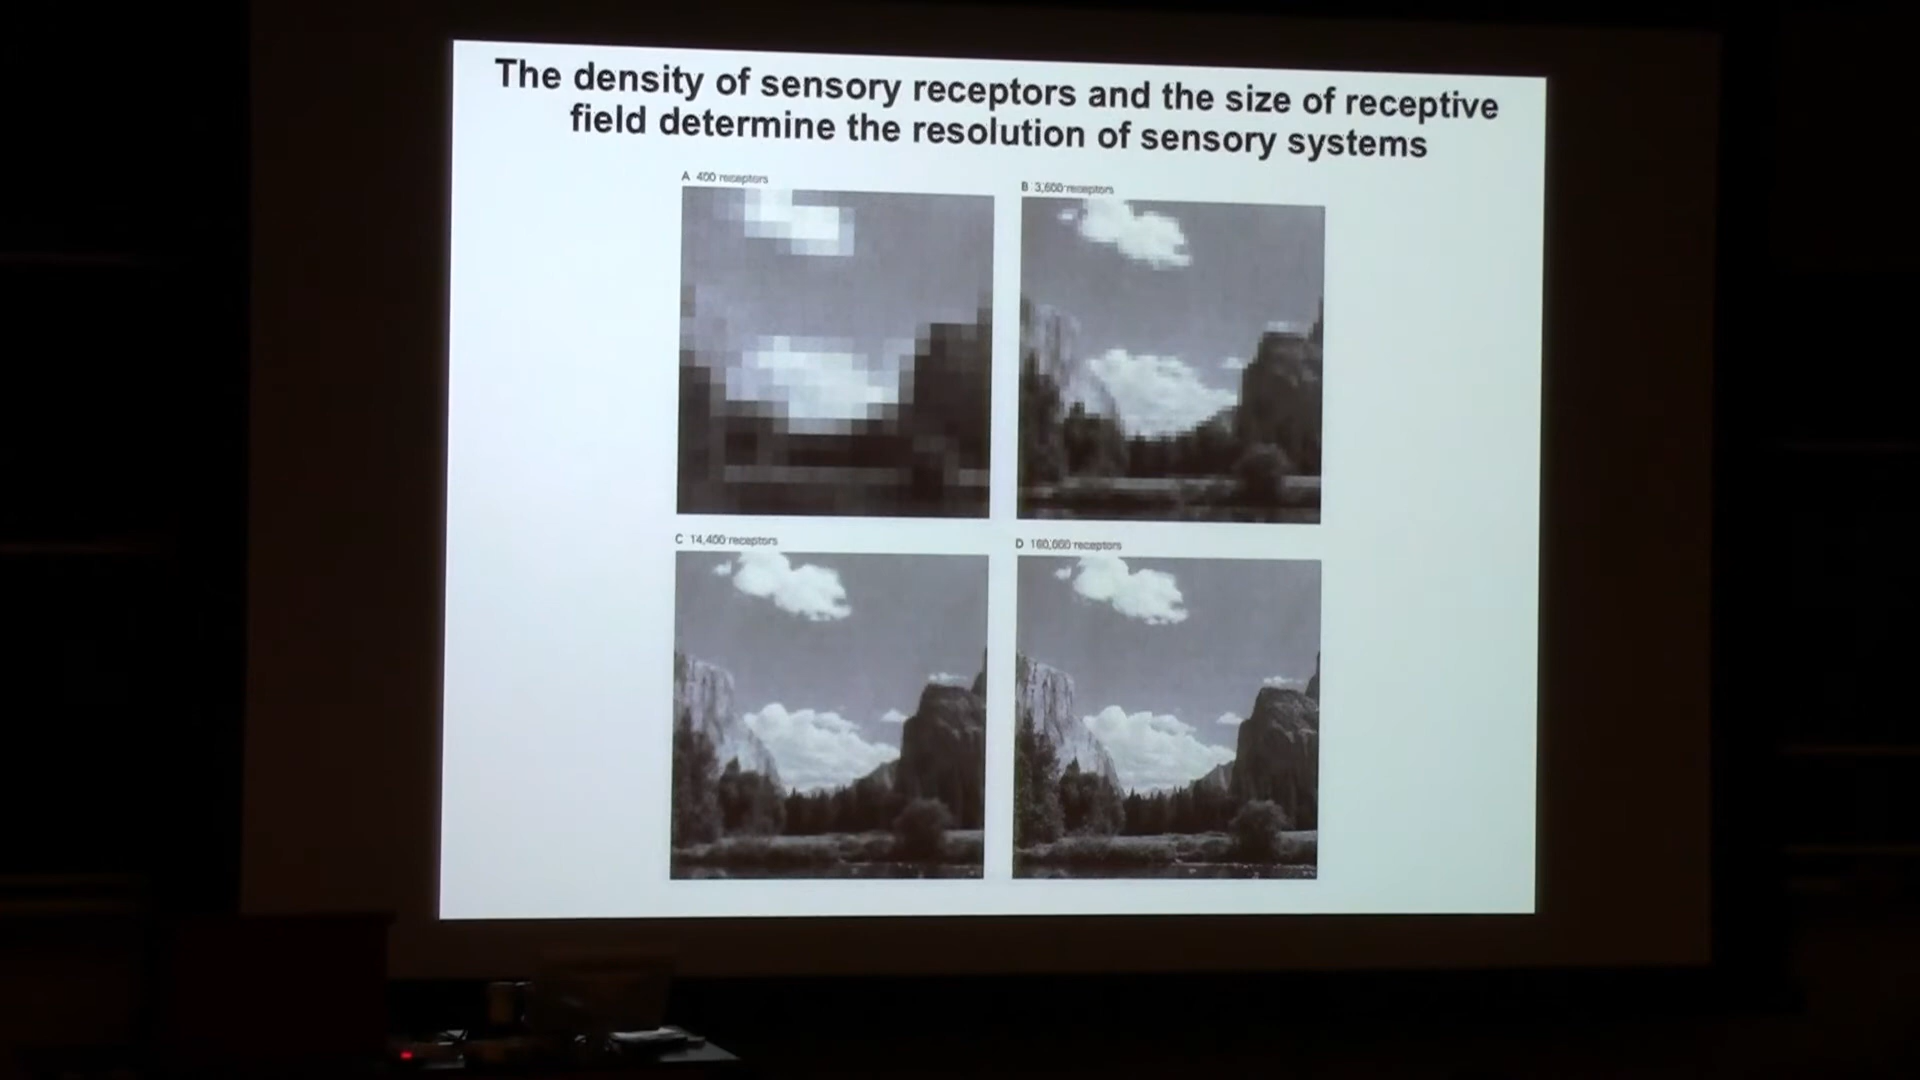 The density of sensory receptors and the size of receptive
field determine the resolution of sensory systems
A 400 receptors
B 3,600 receptors
C 14,400 receptors
D 160,000 receptors